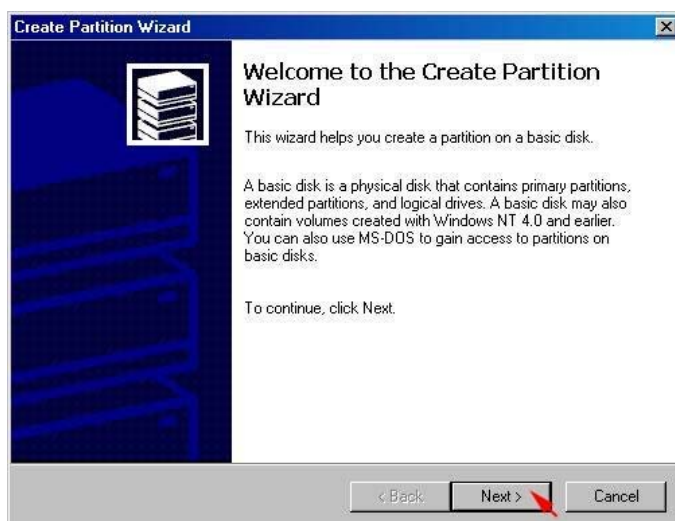 Create Partition Wizard
Welcome to the Create Partition
Wizard
This wizard helps you create a partition on a basic disk.
A basic disk is a physical disk that contains primary partitions,
extended partitions, and logical drives. A basic disk may also
contain volumes created with Windows NT 4.0 and earlier.
You can also use MS-DOS to gain access to partitions on
basic disks.
To continue, click Next.
< Back
Next >
Cancel